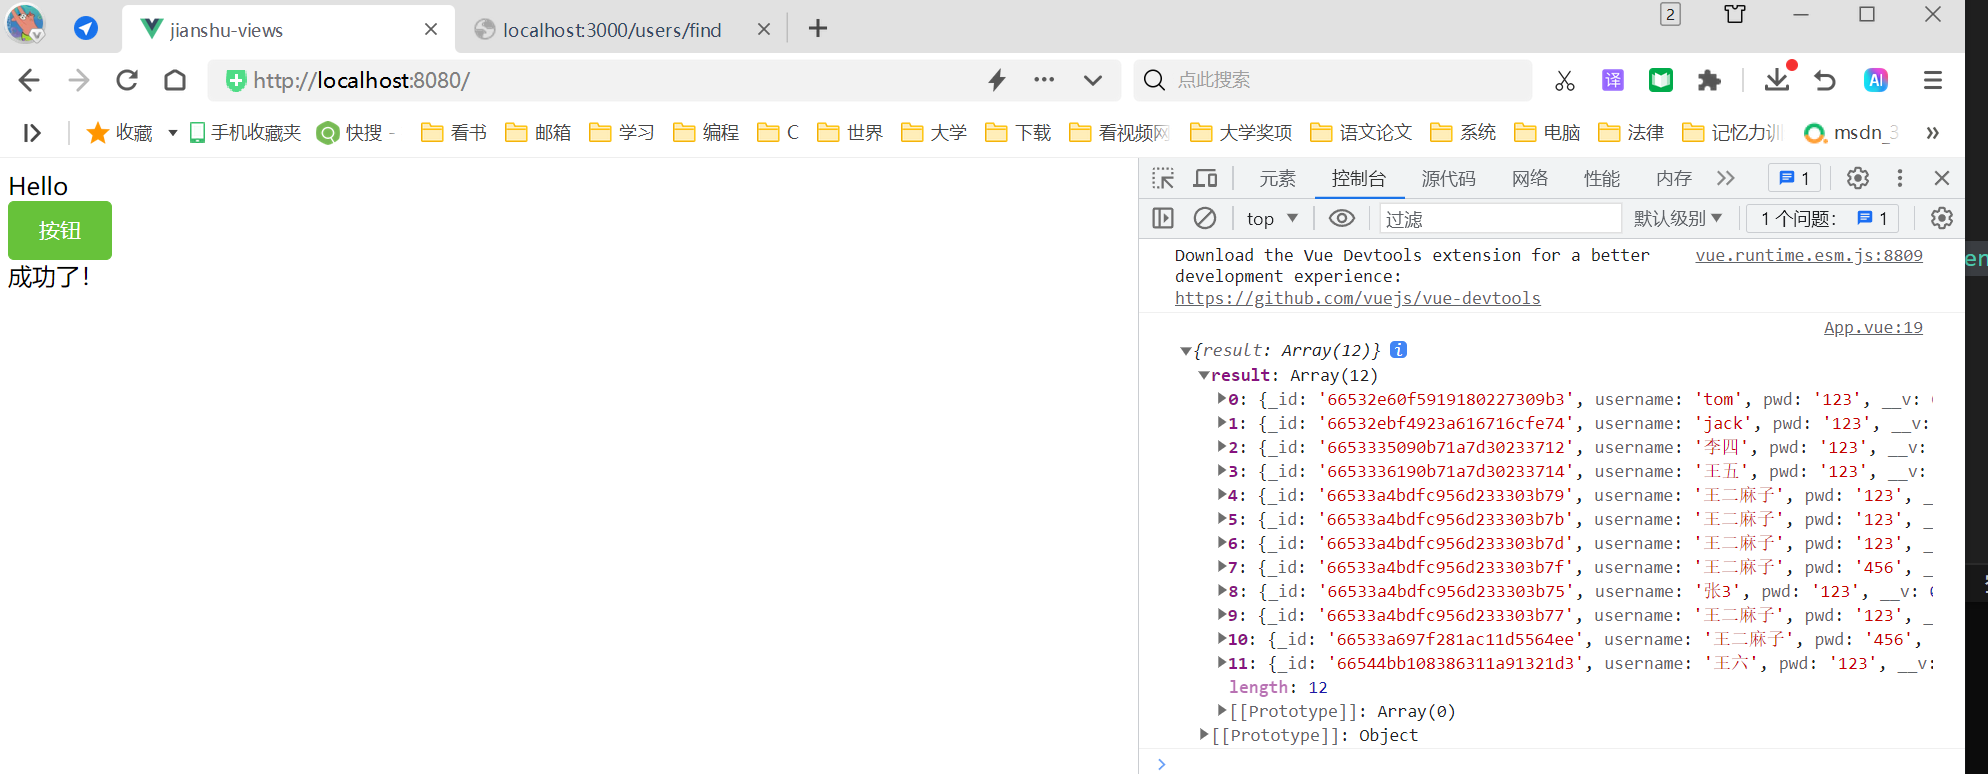 jianshu-views
localhost:3000/users/find
2
http://localhost:8080/
点此搜索
译
AI
收藏
手机收藏夹
快搜 -
看书
邮箱
学习
编程
C
世界
大学
下载
看视频网
大学奖项
语文论文
系统
电脑
法律
记忆力训
msdn_3
»
Hello
按钮
成功了!
元素
控制台
源代码
网络
性能
内存
1
top
过滤
默认级别
1 个问题:
1
Download the Vue Devtools extension for a better vue.runtime.esm.js:8809
development experience:
https://github.com/vuejs/vue-devtools
App.vue:19
{result: Array(12)} i
result: Array(12)
0: {_id: '66532e60f5919180227309b3', username: 'tom', pwd: '123', __v:
1: {_id: '66532ebf4923a616716cfe74', username: 'jack', pwd: '123', __v:
2: {_id: '6653335090b71a7d30233712', username: '李四', pwd: '123', __v:
3: {_id: '6653336190b71a7d30233714', username: '王五', pwd: '123', __v:
4: {_id: '66533a4bdfc956d233303b79', username: '王二麻子', pwd: '123', _
5: {_id: '66533a4bdfc956d233303b7b', username: '王二麻子', pwd: '123', _
6: {_id: '66533a4bdfc956d233303b7d', username: '王二麻子', pwd: '123', _
7: {_id: '66533a4bdfc956d233303b7f', username: '王二麻子', pwd: '456', _
8: {_id: '66533a4bdfc956d233303b75', username: '张3', pwd: '123', __v: 0
9: {_id: '66533a4bdfc956d233303b77', username: '王二麻子', pwd: '123', _
10: {_id: '66533a697f281ac11d5564ee', username: '王二麻子', pwd: '456',
11: {_id: '66544bb108386311a91321d3', username: '王六', pwd: '123', __v:
length: 12
[[Prototype]]: Array(0)
[[Prototype]]: Object
en